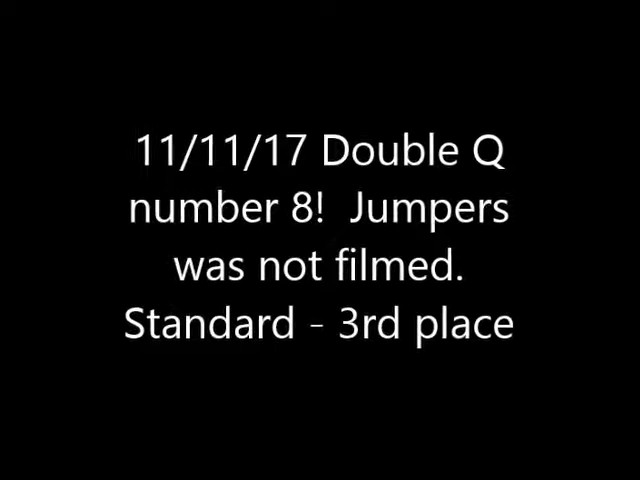 11/11/17 Double Q
number 8!  Jumpers
was not filmed.
Standard - 3rd place